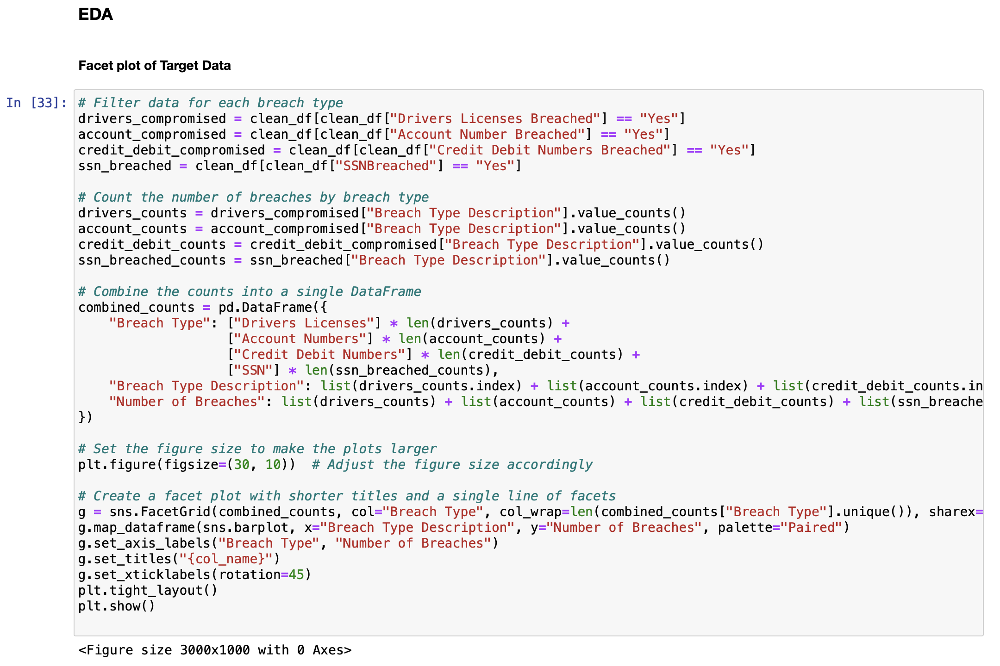 EDA
Facet plot of Target Data
In [33]:
# Filter data for each breach type
drivers_compromised = clean_df[clean_df["Drivers Licenses Breached"] == "Yes"]
account_compromised = clean_df[clean_df["Account Number Breached"] == "Yes"]
credit_debit_compromised = clean_df[clean_df["Credit Debit Numbers Breached"] == "Yes"]
ssn_breached = clean_df[clean_df["SSNBreached"] == "Yes"]

# Count the number of breaches by breach type
drivers_counts = drivers_compromised["Breach Type Description"].value_counts()
account_counts = account_compromised["Breach Type Description"].value_counts()
credit_debit_counts = credit_debit_compromised["Breach Type Description"].value_counts()
ssn_breached_counts = ssn_breached["Breach Type Description"].value_counts()

# Combine the counts into a single DataFrame
combined_counts = pd.DataFrame({
    "Breach Type": ["Drivers Licenses"] * len(drivers_counts) +
                   ["Account Numbers"] * len(account_counts) +
                   ["Credit Debit Numbers"] * len(credit_debit_counts) +
                   ["SSN"] * len(ssn_breached_counts),
    "Breach Type Description": list(drivers_counts.index) + list(account_counts.index) + list(credit_debit_counts.in
    "Number of Breaches": list(drivers_counts) + list(account_counts) + list(credit_debit_counts) + list(ssn_breache
})

# Set the figure size to make the plots larger
plt.figure(figsize=(30, 10))  # Adjust the figure size accordingly

# Create a facet plot with shorter titles and a single line of facets
g = sns.FacetGrid(combined_counts, col="Breach Type", col_wrap=len(combined_counts["Breach Type"].unique()), sharex=
g.map_dataframe(sns.barplot, x="Breach Type Description", y="Number of Breaches", palette="Paired")
g.set_axis_labels("Breach Type", "Number of Breaches")
g.set_titles("{col_name}")
g.set_xticklabels(rotation=45)
plt.tight_layout()
plt.show()

<Figure size 3000x1000 with 0 Axes>